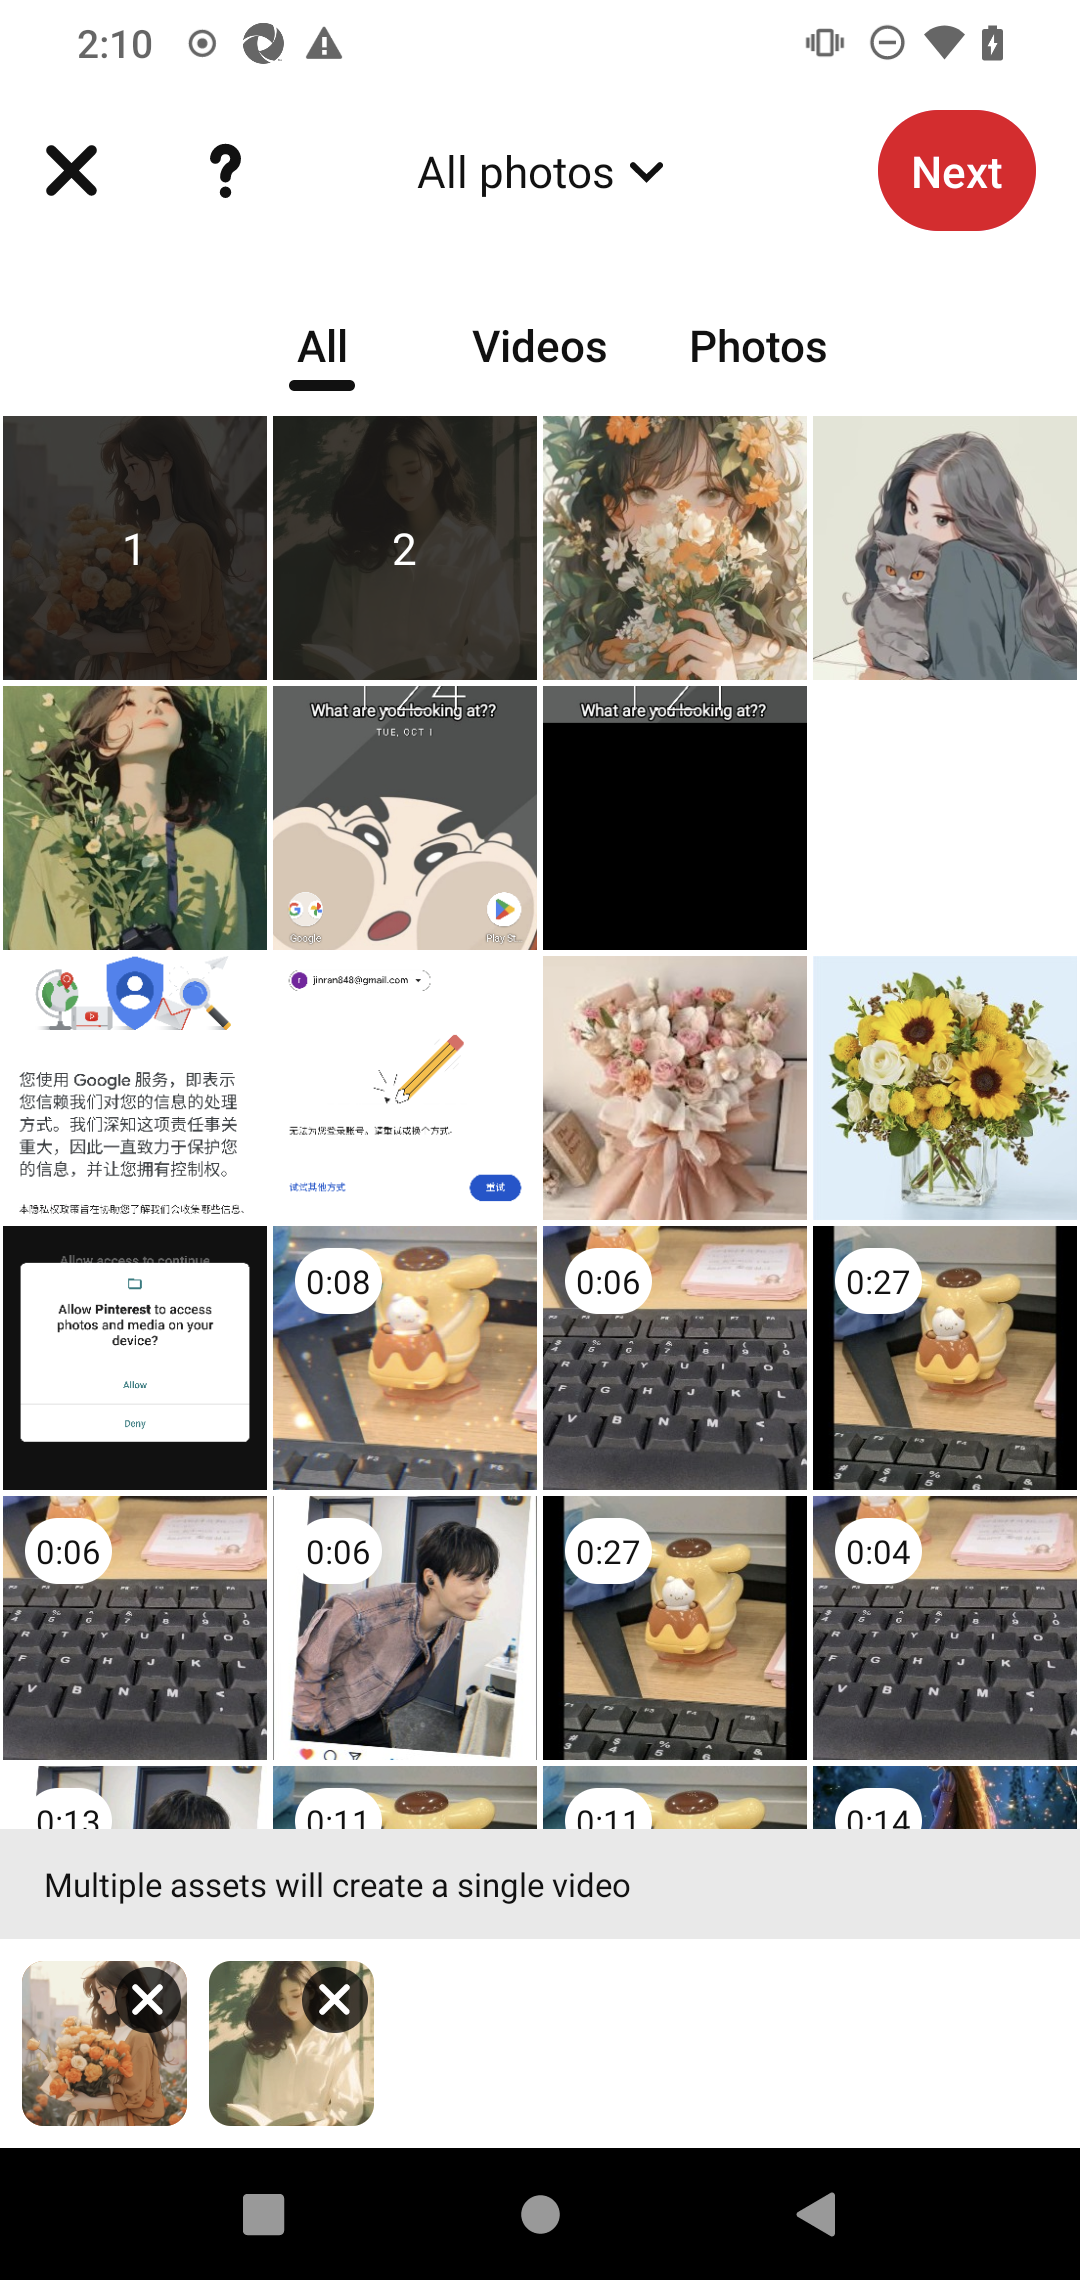 2:10
All photos
Next
All
Videos
Photos
1
2
What are you looking at??
TUE, OCT 1
Google
Play St...
What are you looking at??
您使用 Google 服务，即表示
您信赖我们对您的信息的处理
方式。我们深知这项责任事关
重大，因此一直致力于保护您
的信息，并让您拥有控制权。
本隐私权政策旨在协助您了解我们会收集哪些信息、
r
jinran848@gmail.com
无法为您登录账号。请重试或换个方式。
试试其他方式
重试
Allow access to continue
Allow Pinterest to access
photos and media on your
device?
Allow
Deny
0:08
0:06
0:27
0:06
0:06
0:27
0:04
0:13
0:11
0:11
0:14
Multiple assets will create a single video